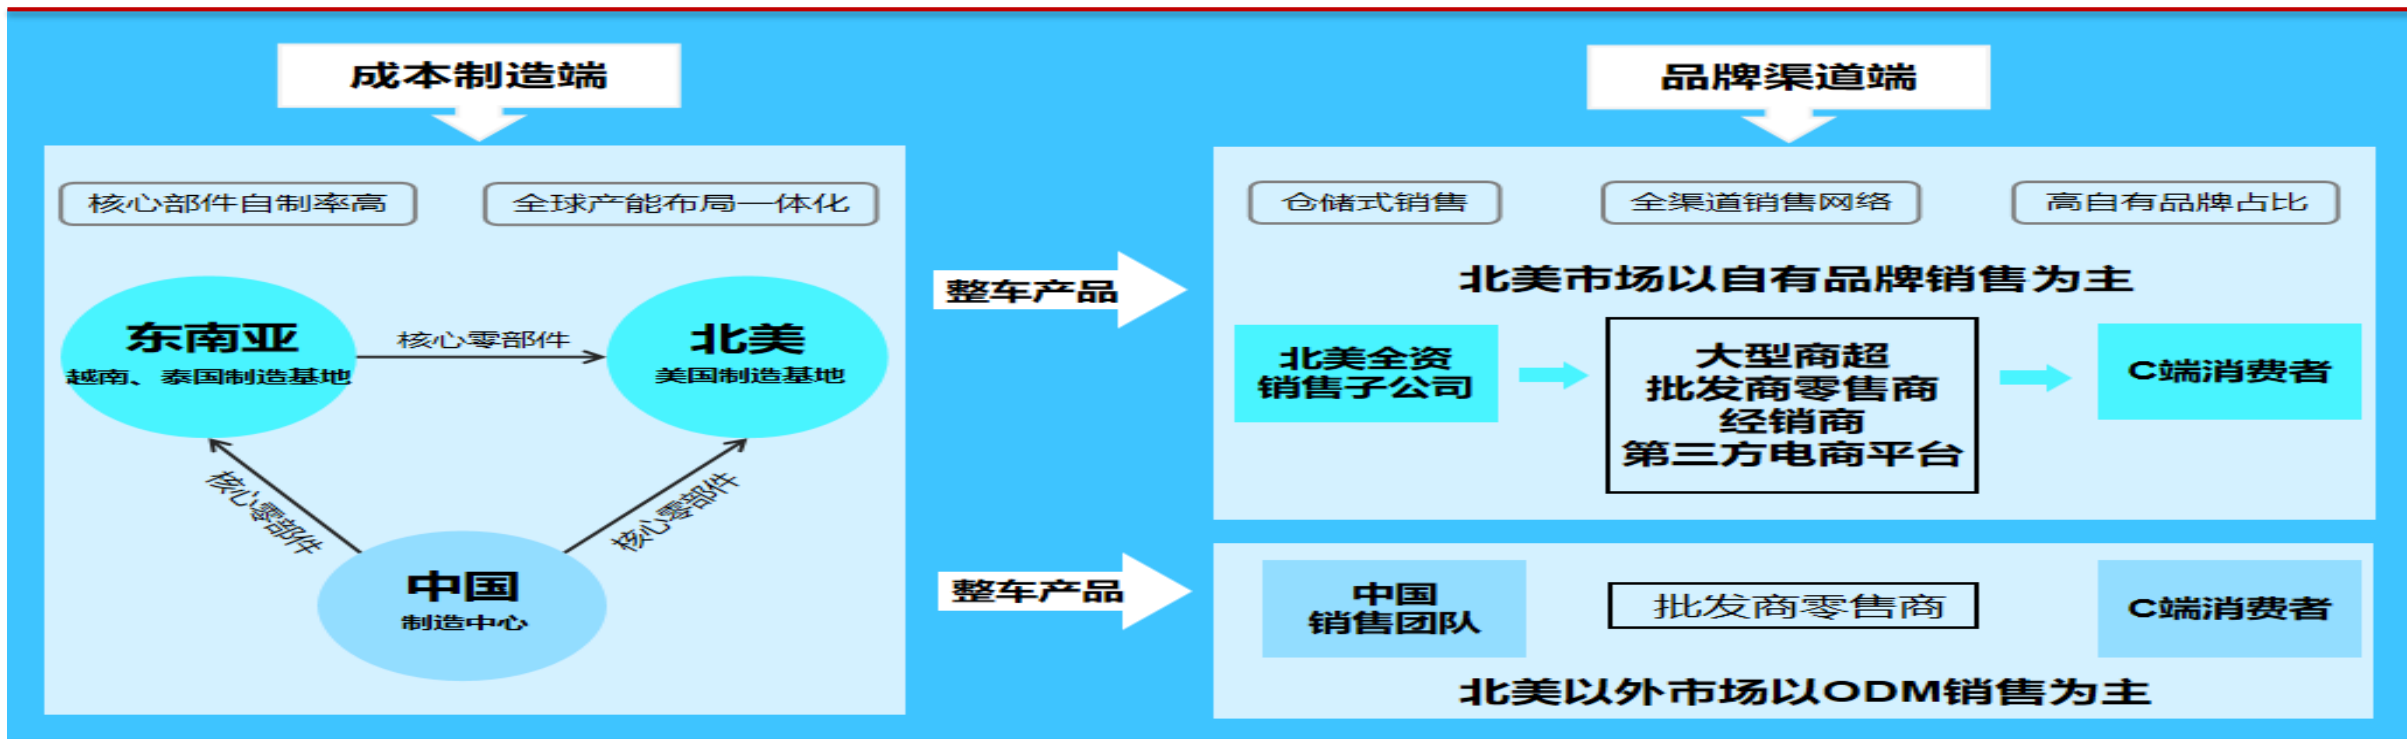 成本制造端
核心部件自制率高
全球产能布局一体化
东南亚
越南、泰国制造基地
核心零部件
北美
美国制造基地
核心零部件
核心零部件
中国
制造中心
整车产品
整车产品
品牌渠道端
仓储式销售
全渠道销售网络
高自有品牌占比
北美市场以自有品牌销售为主
北美全资
销售子公司
大型商超
批发商零售商
经销商
第三方电商平台
C端消费者
中国
销售团队
批发商零售商
C端消费者
北美以外市场以ODM销售为主